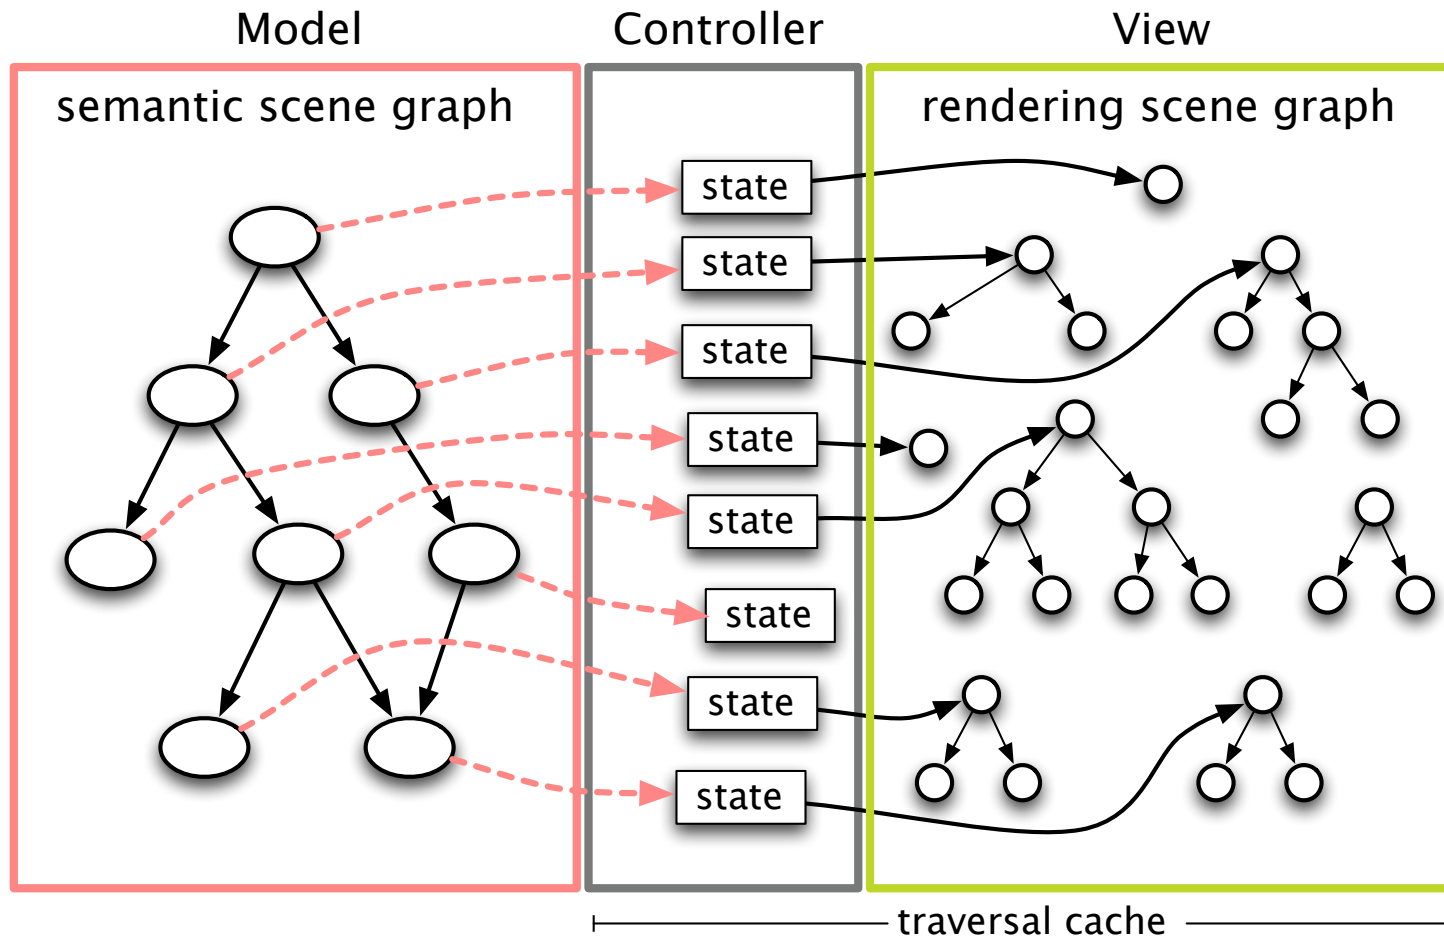 Model
Controller
View
semantic scene graph
rendering scene graph
state
state
state
state
state
state
state
state
traversal cache